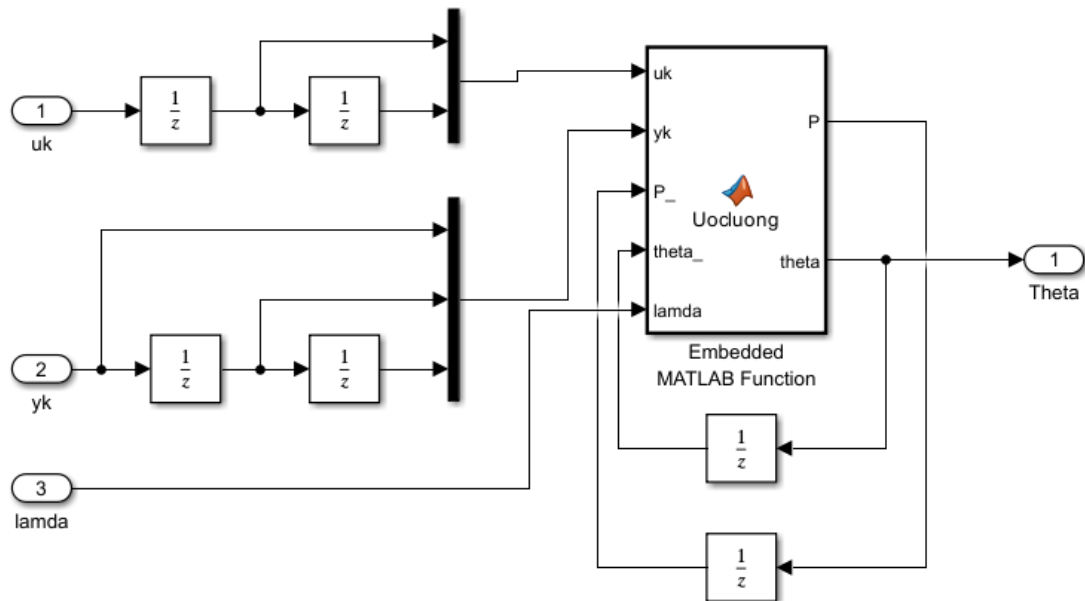 1
uk
1
z
1
z
uk
yk
P_
theta_
lamda
Uocluong
P
theta
Embedded
MATLAB Function
1
Theta
2
yk
1
z
1
z
3
lamda
1
z
1
z